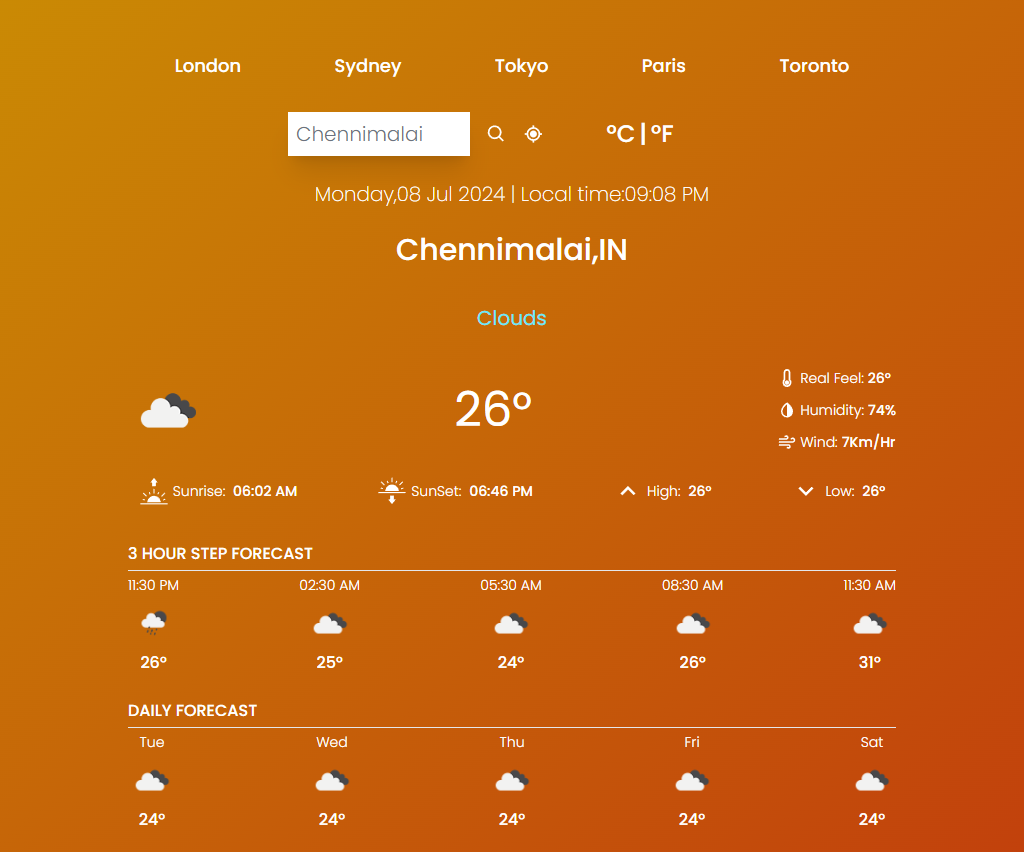 London Sydney Tokyo Paris Toronto
Chennimalai °C | °F
Monday,08 Jul 2024 | Local time:09:08 PM
Chennimalai,IN
Clouds
Real Feel: 26°
26°
Humidity: 74%
Wind: 7Km/Hr
Sunrise: 06:02 AM SunSet: 06:46 PM High: 26° Low: 26°
3 HOUR STEP FORECAST
11:30 PM 02:30 AM 05:30 AM 08:30 AM 11:30 AM
26° 25° 24° 26° 31°
DAILY FORECAST
Tue Wed Thu Fri Sat
24° 24° 24° 24° 24°